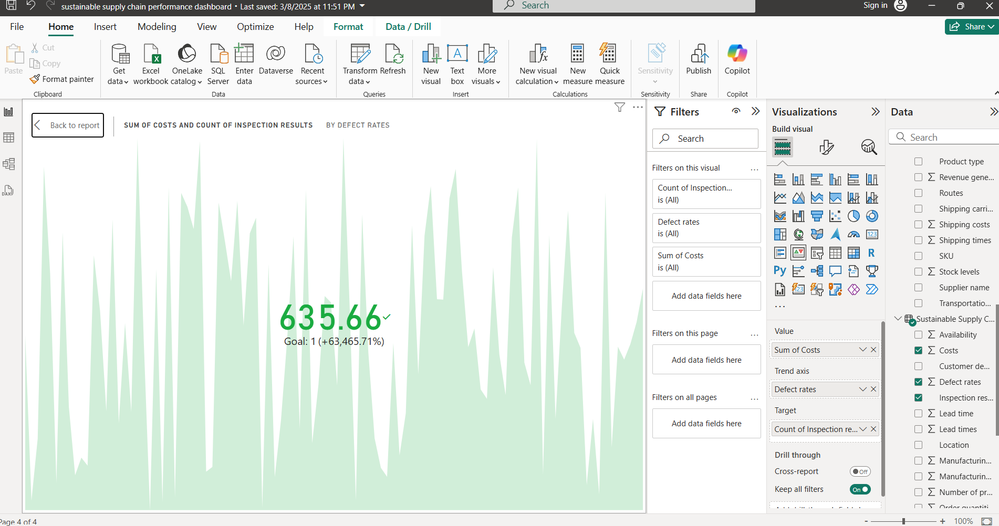 sustainable supply chain performance dashboard • Last saved: 3/8/2025 at 11:51 PM
Search
Sign in
File Home Insert Modeling View Optimize Help Format Data / Drill
Share
Paste
Cut
Copy
Format painter
Clipboard
Get data
Excel workbook
OneLake catalog
SQL Server
Enter data
Dataverse
Recent sources
Data
Transform data
Refresh
Queries
New visual
Text box
More visuals
Insert
New visual calculation
New measure
Quick measure
Calculations
Sensitivity
Sensitivity
Publish
Share
Copilot
Copilot
Back to report
SUM OF COSTS AND COUNT OF INSPECTION RESULTS BY DEFECT RATES
635.66
Goal: 1 (+63,465.71%)
Filters
Search
Filters on this visual ...
Count of Inspection...
is (All)
Defect rates
is (All)
Sum of Costs
is (All)
Add data fields here
Filters on this page ...
Add data fields here
Filters on all pages ...
Add data fields here
Visualizations
Build visual
123
R
Py
123
...
Value
Sum of Costs
Trend axis
Defect rates
Target
Count of Inspection re...
Drill through
Cross-report Off
Keep all filters On
Data
Search
Product type
Revenue gene...
Routes
Shipping carri...
Shipping costs
Shipping times
SKU
Stock levels
Supplier name
Transportatio...
Sustainable Supply C...
Availability
Costs
Customer de...
Defect rates
Inspection res...
Lead time
Lead times
Location
Manufacturin...
Manufacturin...
Number of pr...
Order quantiti
DAX
Page 4 of 4
- + 100%